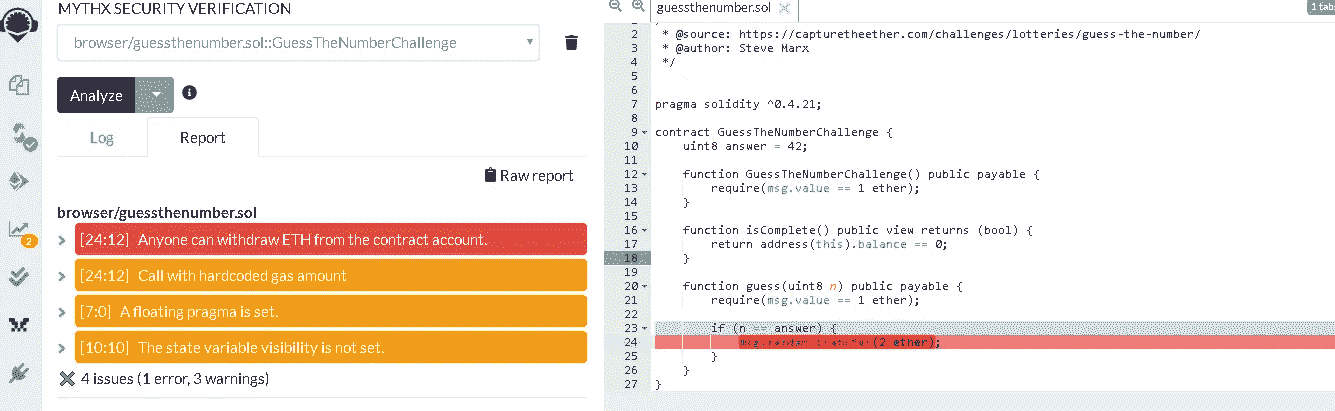 MYTHX SECURITY VERIFICATION
browser/guessthenumber.sol::GuessTheNumberChallenge
Analyze
Log
Report
Raw report
browser/guessthenumber.sol
[24:12] Anyone can withdraw ETH from the contract account.
[24:12] Call with hardcoded gas amount
[7:0] A floating pragma is set.
[10:10] The state variable visibility is not set.
4 issues (1 error, 3 warnings)
2
guessthenumber.sol
1 tab
2 * @source: https://capturetheether.com/challenges/lotteries/guess-the-number/
3 * @author: Steve Marx
4 */
5
6
7 pragma solidity ^0.4.21;
8
9 contract GuessTheNumberChallenge {
10 uint8 answer = 42;
11
12 function GuessTheNumberChallenge() public payable {
13 require(msg.value == 1 ether);
14 }
15
16 function isComplete() public view returns (bool) {
17 return address(this).balance == 0;
18 }
19
20 function guess(uint8 n) public payable {
21 require(msg.value == 1 ether);
22
23 if (n == answer) {
24 (2 ether);
25 }
26 }
27 }